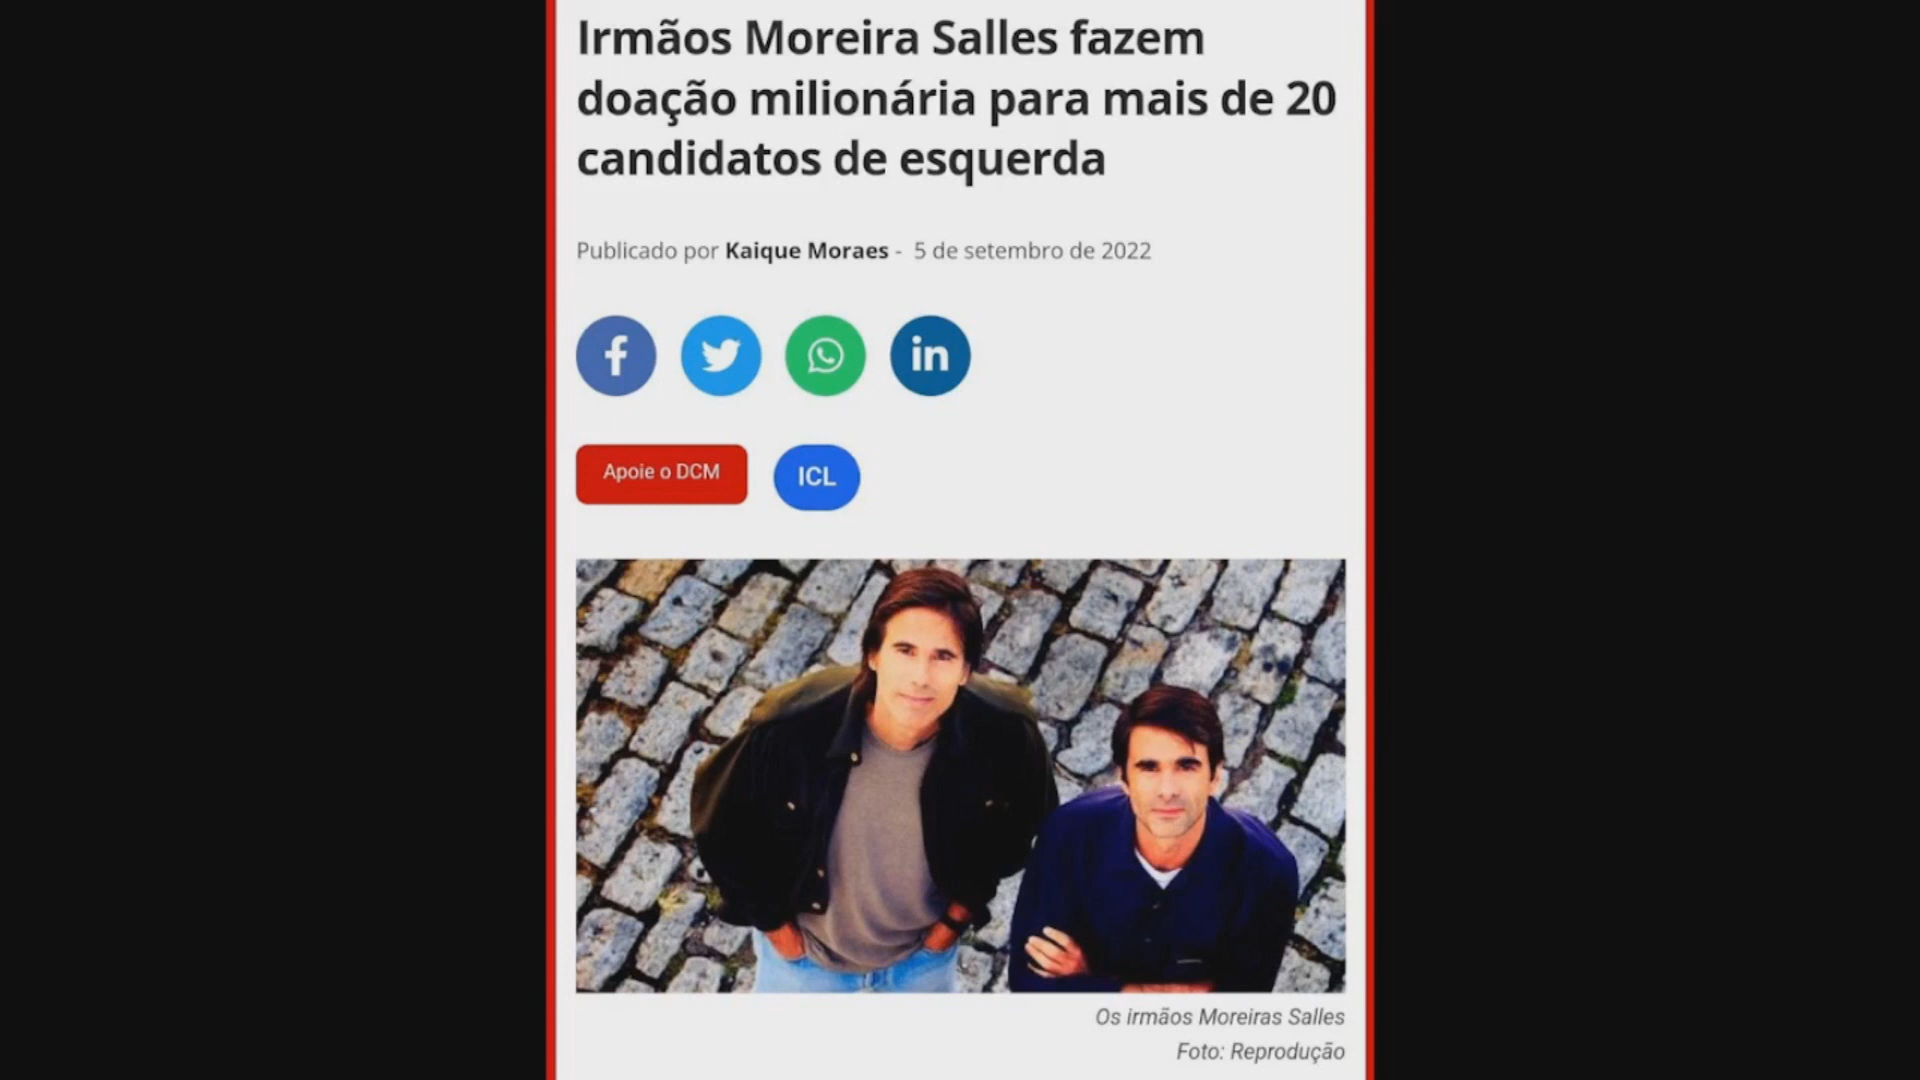 Irmãos Moreira Salles fazem
doação milionária para mais de 20
candidatos de esquerda
Publicado por Kaique Moraes - 5 de setembro de 2022
Apoie o DCM
ICL
Os irmãos Moreiras Salles
Foto: Reprodução